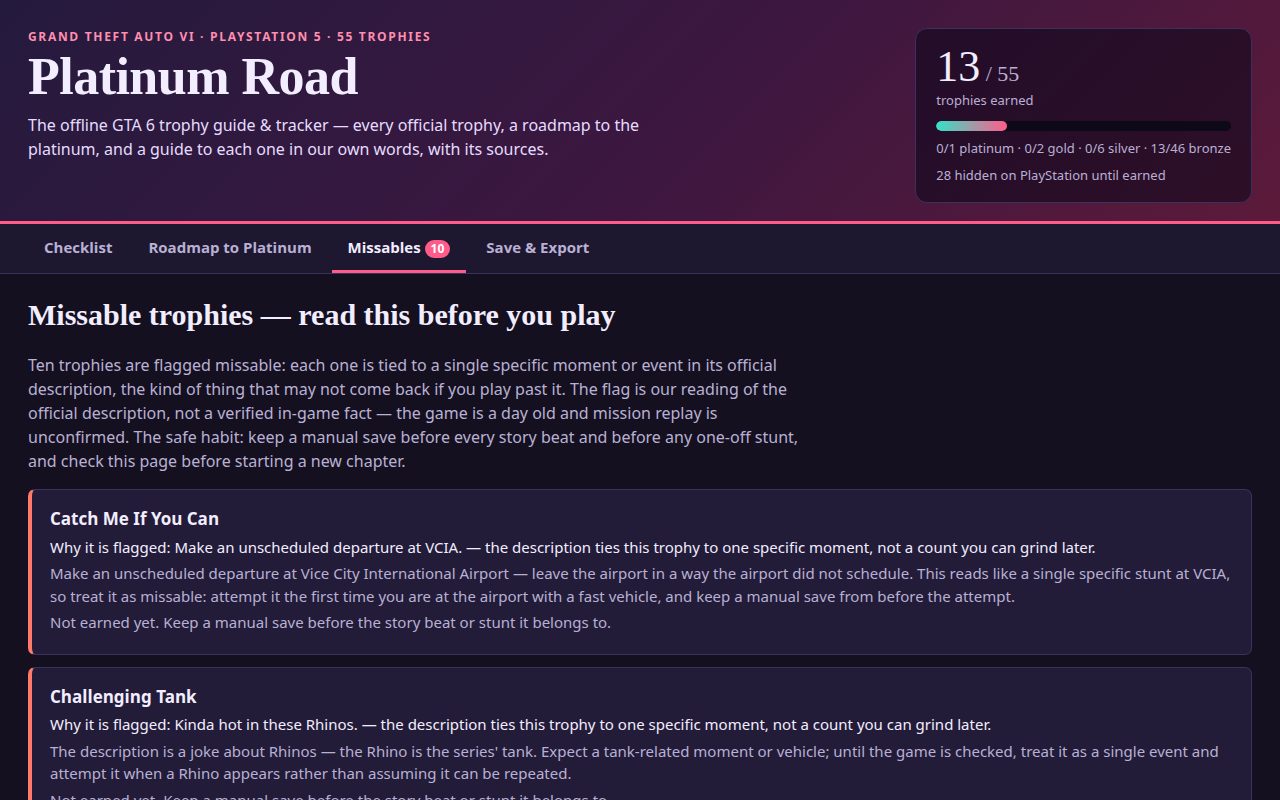 GRAND THEFT AUTO VI · PLAYSTATION 5 · 55 TROPHIES
Platinum Road
The offline GTA 6 trophy guide & tracker — every official trophy, a roadmap to the
platinum, and a guide to each one in our own words, with its sources.
13 / 55
trophies earned
0/1 platinum · 0/2 gold · 0/6 silver · 13/46 bronze
28 hidden on PlayStation until earned
Checklist
Roadmap to Platinum
Missables 10
Save & Export
Missable trophies — read this before you play
Ten trophies are flagged missable: each one is tied to a single specific moment or event in its official
description, the kind of thing that may not come back if you play past it. The flag is our reading of the
official description, not a verified in-game fact — the game is a day old and mission replay is
unconfirmed. The safe habit: keep a manual save before every story beat and before any one-off stunt,
and check this page before starting a new chapter.
Catch Me If You Can
Why it is flagged: Make an unscheduled departure at VCIA. — the description ties this trophy to one specific moment, not a count you can grind later.
Make an unscheduled departure at Vice City International Airport — leave the airport in a way the airport did not schedule. This reads like a single specific stunt at VCIA,
so treat it as missable: attempt it the first time you are at the airport with a fast vehicle, and keep a manual save from before the attempt.
Not earned yet. Keep a manual save before the story beat or stunt it belongs to.
Challenging Tank
Why it is flagged: Kinda hot in these Rhinos. — the description ties this trophy to one specific moment, not a count you can grind later.
The description is a joke about Rhinos — the Rhino is the series' tank. Expect a tank-related moment or vehicle; until the game is checked, treat it as a single event and
attempt it when a Rhino appears rather than assuming it can be repeated.
Not earned yet. Keep a manual save before the story beat or stunt it belongs to.